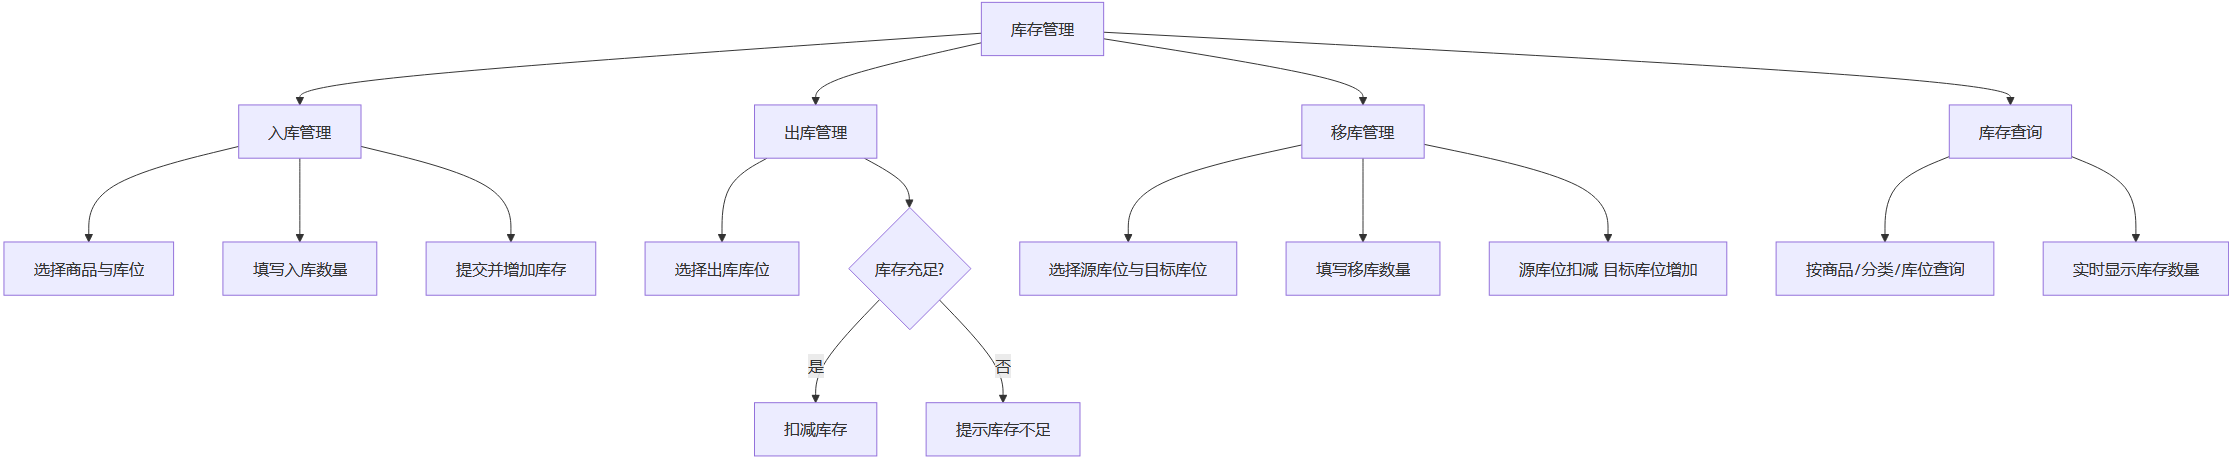 库存管理
入库管理
出库管理
移库管理
库存查询
选择商品与库位
填写入库数量
提交并增加库存
选择出库库位
库存充足?
选择源库位与目标库位
填写移库数量
源库位扣减 目标库位增加
按商品/分类/库位查询
实时显示库存数量
是
否
扣减库存
提示库存不足